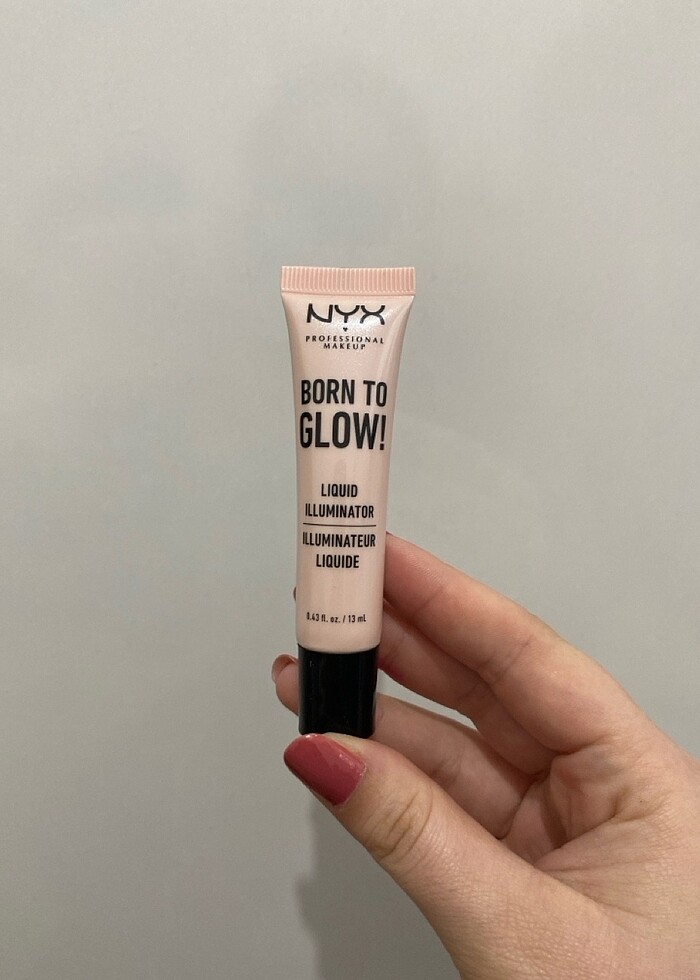 NYX
PROFESSIONAL
MAKEUP
BORN TO
GLOW!
LIQUID
ILLUMINATOR
ILLUMINATEUR
LIQUIDE
0.43 fl. oz. / 13 mL